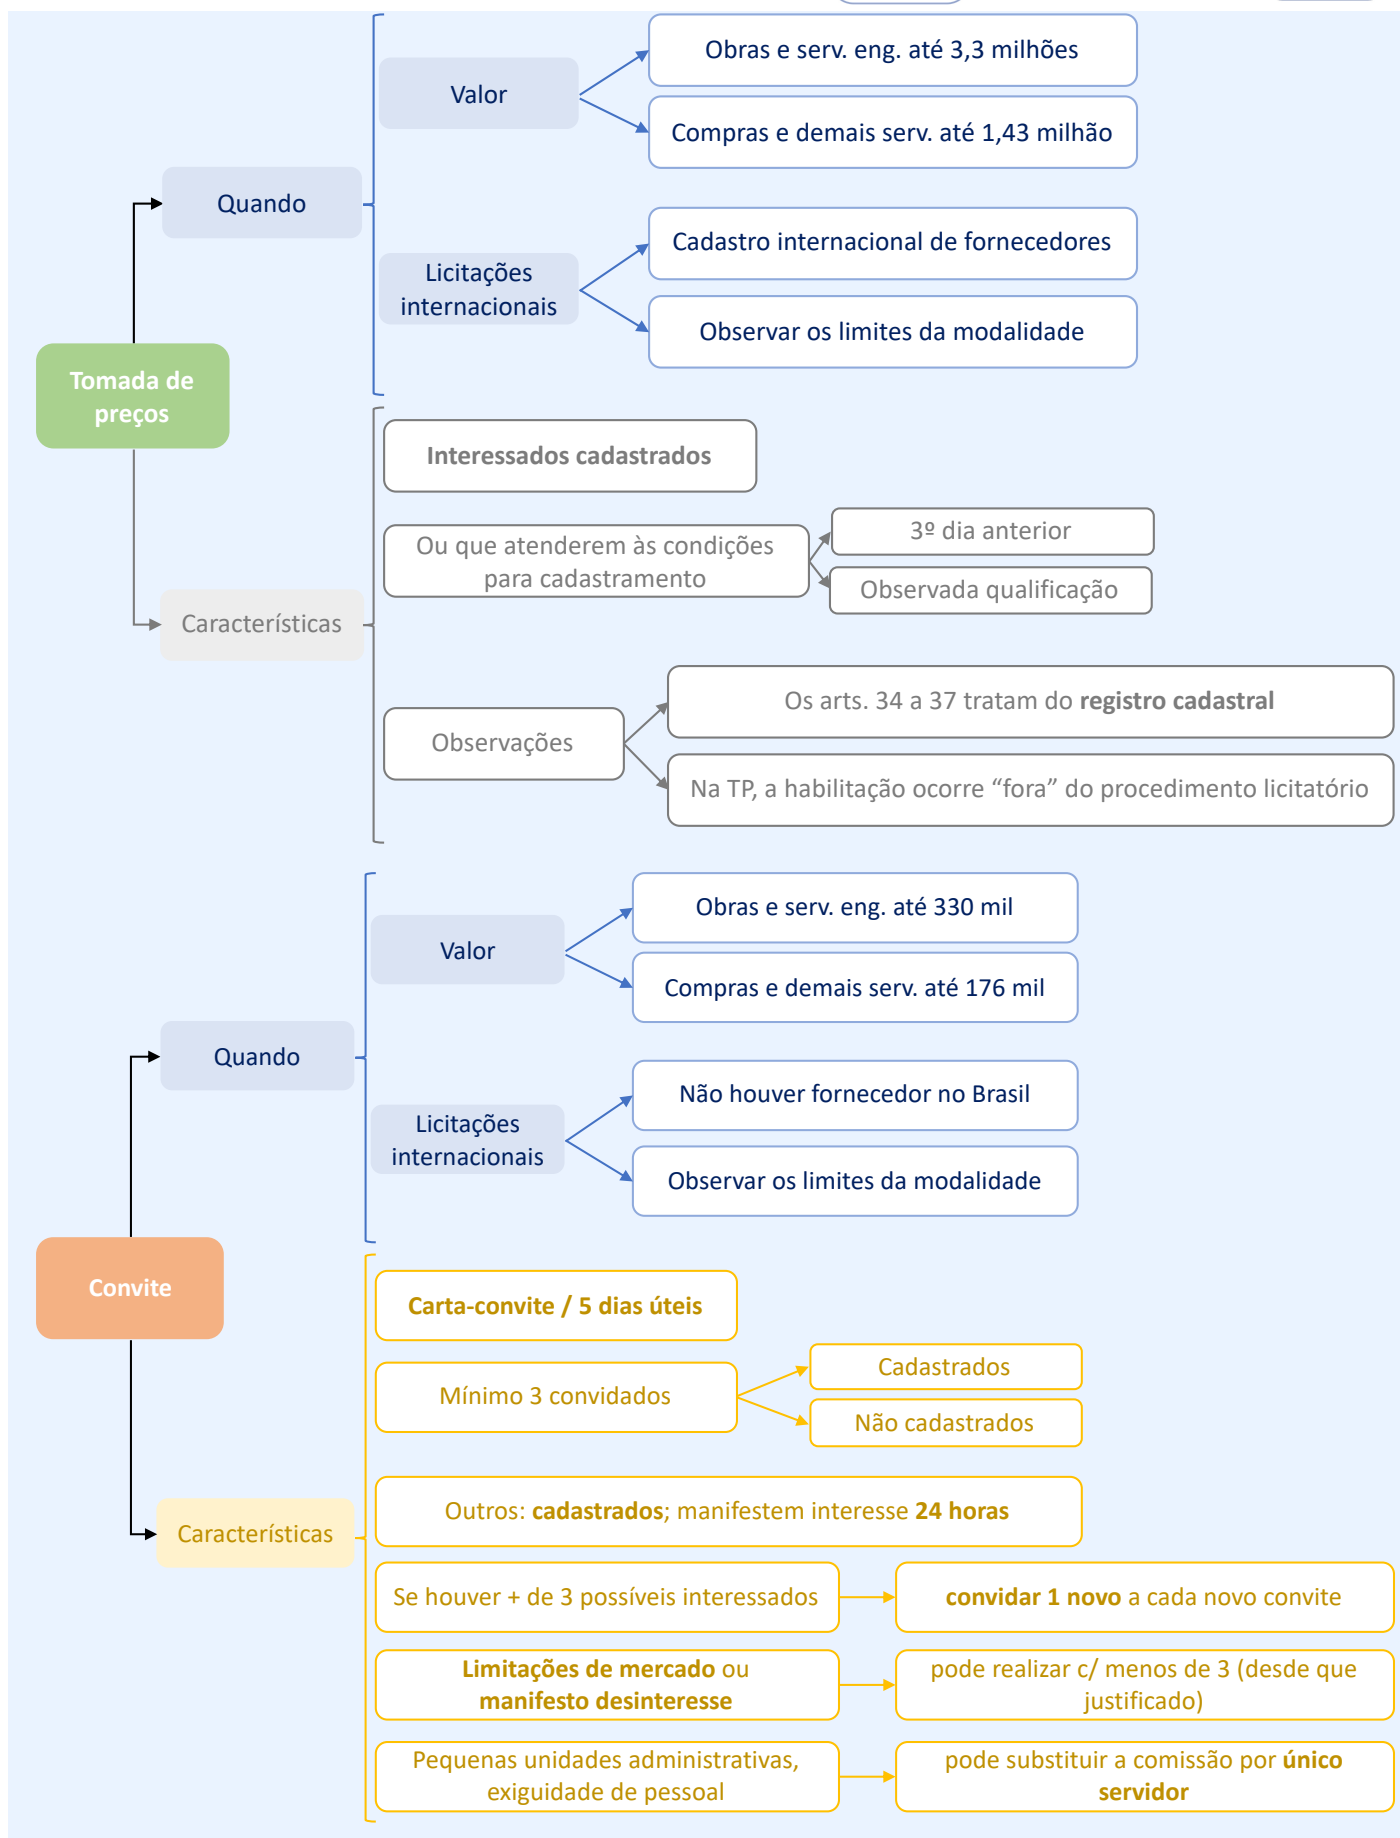 Obras e serv. eng. até 3,3 milhões
Valor
Compras e demais serv. até 1,43 milhão
Quando
Cadastro internacional de fornecedores
Licitações
internacionais
Observar os limites da modalidade
Tomada de
preços
Interessados cadastrados
Ou que atenderem às condições
para cadastramento
3º dia anterior
Observada qualificação
Características
Os arts. 34 a 37 tratam do registro cadastral
Observações
Na TP, a habilitação ocorre “fora” do procedimento licitatório
Obras e serv. eng. até 330 mil
Valor
Compras e demais serv. até 176 mil
Quando
Não houver fornecedor no Brasil
Licitações
internacionais
Observar os limites da modalidade
Convite
Carta-convite / 5 dias úteis
Mínimo 3 convidados
Cadastrados
Não cadastrados
Outros: cadastrados; manifestem interesse 24 horas
Características
Se houver + de 3 possíveis interessados
convidar 1 novo a cada novo convite
Limitações de mercado ou
manifesto desinteresse
pode realizar c/ menos de 3 (desde que
justificado)
Pequenas unidades administrativas,
exiguidade de pessoal
pode substituir a comissão por único
servidor